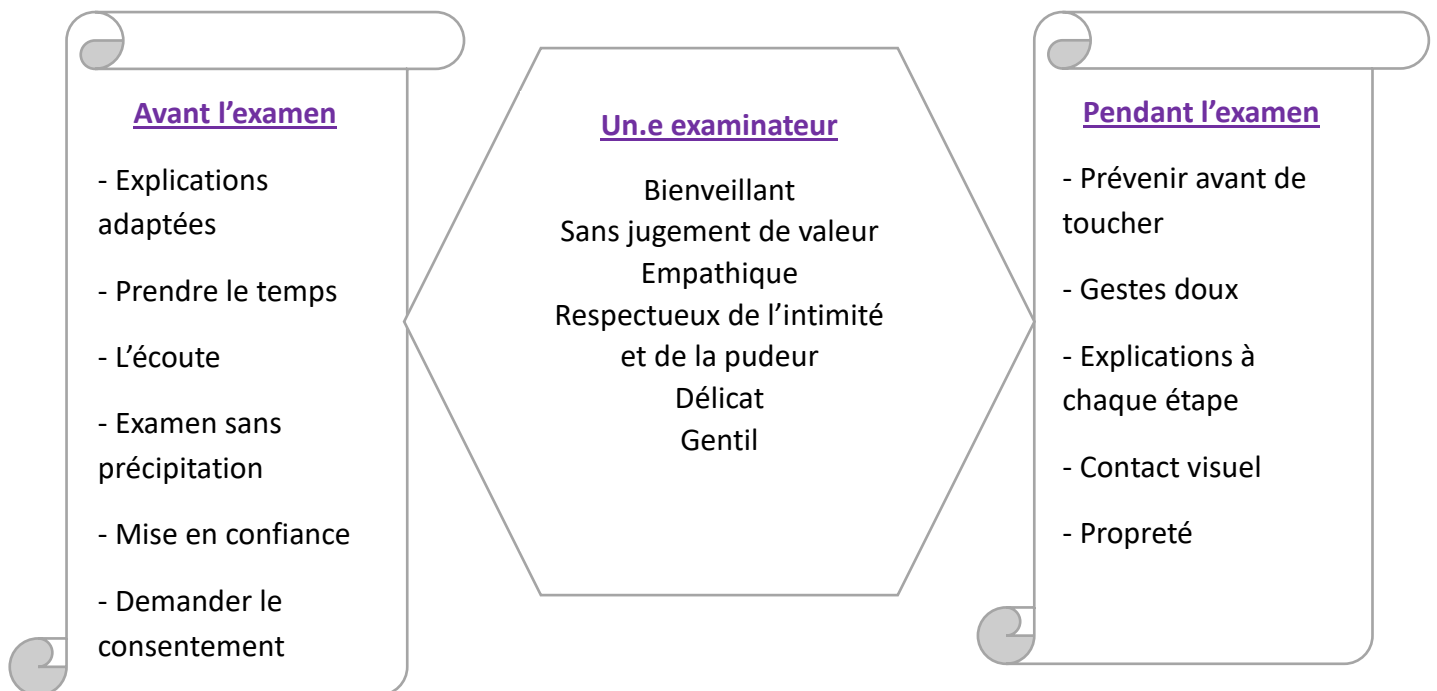 Avant l’examen
- Explications
adaptées
- Prendre le temps
- L’écoute
- Examen sans
précipitation
- Mise en confiance
- Demander le
consentement
Un.e examinateur
Bienveillant
Sans jugement de valeur
Empathique
Respectueux de l’intimité
et de la pudeur
Délicat
Gentil
Pendant l’examen
- Prévenir avant de
toucher
- Gestes doux
- Explications à
chaque étape
- Contact visuel
- Propreté